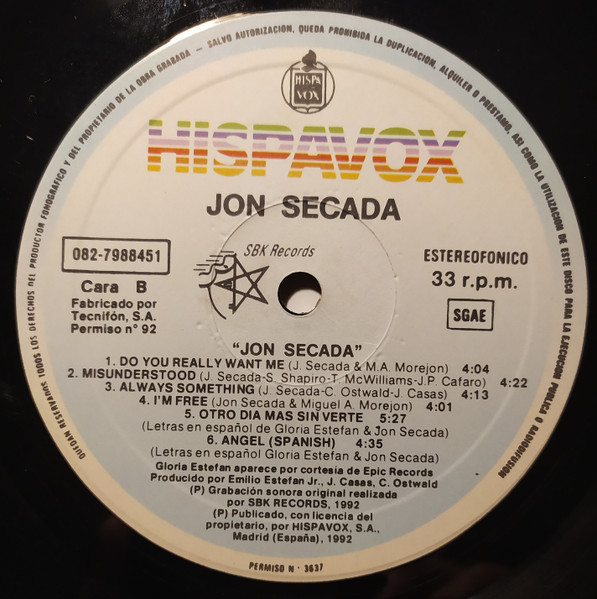 QUEDAN RESERVADOS TODOS LOS DERECHOS DEL PRODUCTOR FONOGRAFICO Y DEL PROPIETARIO DE LA OBRA GRABADA - SALVO AUTORIZACION, QUEDA PROHIBIDA LA DUPLICACION, ALQUILER O PRESTAMO, ASI COMO LA UTILIZACION DE ESTE DISCO PARA LA EJECUCION PUBLICA O RADIODIFUSION
HISPA
VOX
HISPAVOX
JON SECADA
082-7988451
SBK Records
ESTEREOFONICO
Cara B
33 r.p.m.
Fabricado por
Tecnifón, S.A.
Permiso n° 92
SGAE
"JON SECADA"
1. DO YOU REALLY WANT ME (J. Secada & M.A. Morejon) 4:04
2. MISUNDERSTOOD (J. Secada-S. Shapiro-T. McWilliams-J.P. Cafaro) 4:22
3. ALWAYS SOMETHING (J. Secada-C. Ostwald-J. Casas) 4:13
4. I'M FREE (Jon Secada & Miguel A. Morejon) 4:01
5. OTRO DIA MAS SIN VERTE 5:27
(Letras en español de Gloria Estefan & Jon Secada)
6. ANGEL (SPANISH) 4:35
(Letras en español Gloria Estefan & Jon Secada)
Gloria Estefan aparece por cortesía de Epic Records
Producido por Emilio Estefan Jr., J. Casas, C. Ostwald
(P) Grabación sonora original realizada
por SBK RECORDS, 1992
(P) Publicado, con licencia del
propietario, por HISPAVOX, S.A.,
Madrid (España), 1992
PERMISO N - 3637